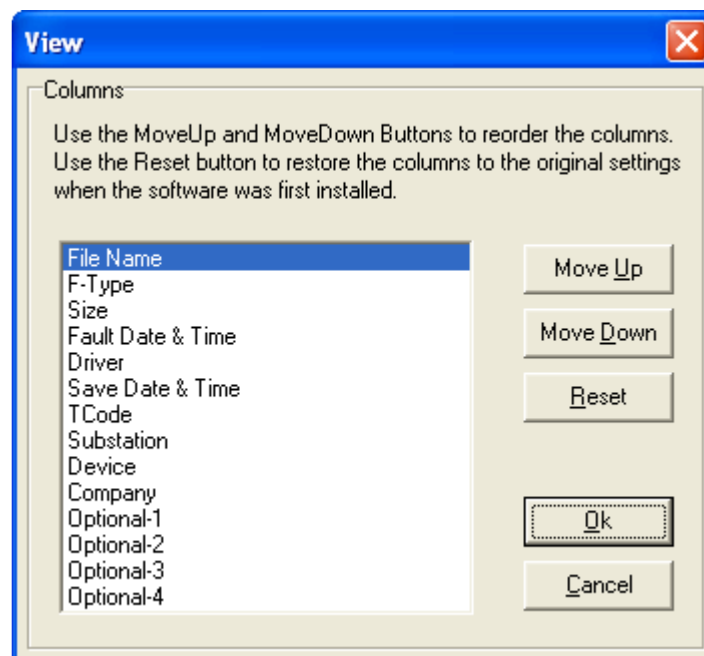 View
Columns
Use the MoveUp and MoveDown Buttons to reorder the columns.
Use the Reset button to restore the columns to the original settings
when the software was first installed.
File Name
F-Type
Size
Fault Date & Time
Driver
Save Date & Time
TCode
Substation
Device
Company
Optional-1
Optional-2
Optional-3
Optional-4
Move Up
Move Down
Reset
Ok
Cancel